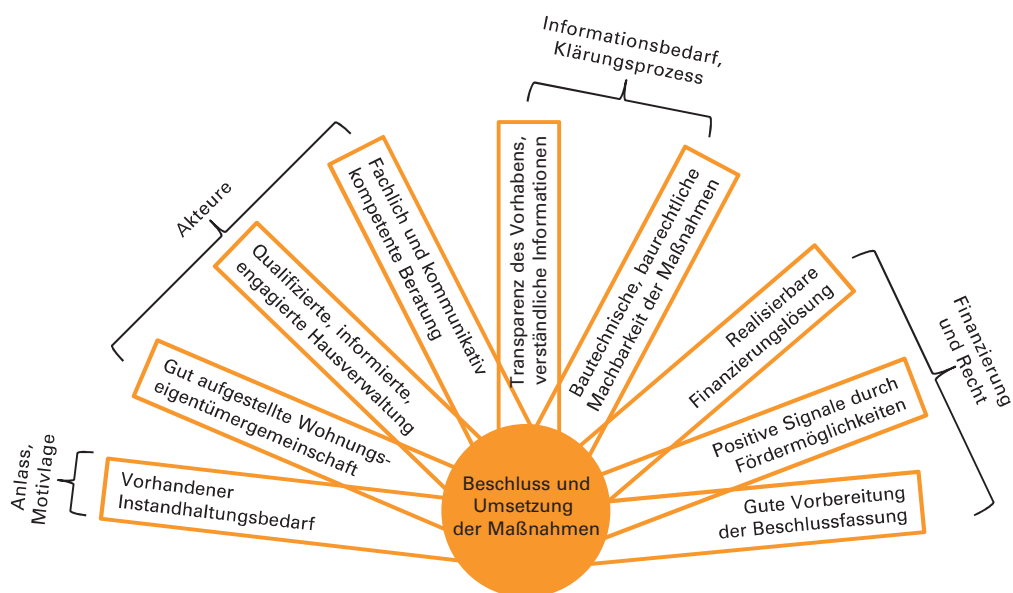 Informationsbedarf,
Klärungsprozess
Akteure
Anlass,
Motivlage
Finanzierung
und Recht
Vorhandener
Instandhaltungsbedarf
Gut aufgestellte Wohnungs-
eigentümergemeinschaft
Qualifizierte, informierte,
engagierte Hausverwaltung
Fachlich und kommunikativ
kompetente Beratung
Transparenz des Vorhabens,
verständliche Informationen
Bautechnische, baurechtliche
Machbarkeit der Maßnahmen
Realisierbare
Finanzierungslösung
Positive Signale durch
Fördermöglichkeiten
Gute Vorbereitung
der Beschlussfassung
Beschluss und
Umsetzung
der Maßnahmen